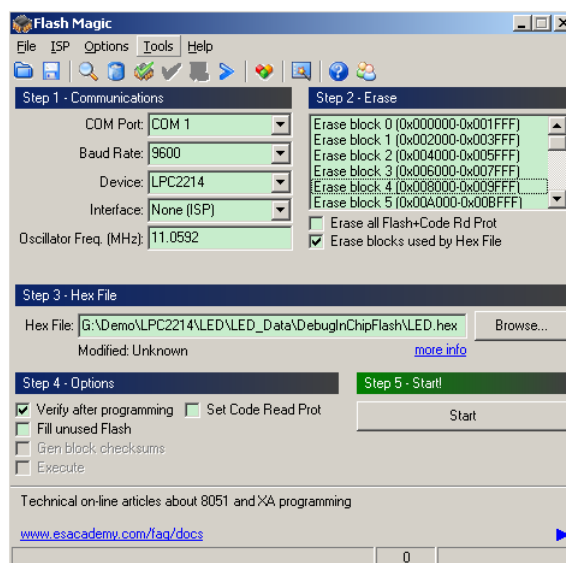 Flash Magic
File ISP Options Tools Help
Step 1 - Communications
COM Port: COM 1
Baud Rate: 9600
Device: LPC2214
Interface: None (ISP)
Oscillator Freq. (MHz): 11.0592
Step 2 - Erase
Erase block 0 (0x000000-0x001FFF)
Erase block 1 (0x002000-0x003FFF)
Erase block 2 (0x004000-0x005FFF)
Erase block 3 (0x006000-0x007FFF)
Erase block 4 (0x008000-0x009FFF)
Erase block 5 (0x00A000-0x00BFFF)
Erase all Flash+Code Rd Prot
Erase blocks used by Hex File
Step 3 - Hex File
Hex File: G:\Demo\LPC2214\LED\LED_Data\DebugInChipFlash\LED.hex Browse...
Modified: Unknown more info
Step 4 - Options
Verify after programming Set Code Read Prot
Fill unused Flash
Gen block checksums
Execute
Step 5 - Start!
Start
Technical on-line articles about 8051 and XA programming
www.esacademy.com/faq/docs
0